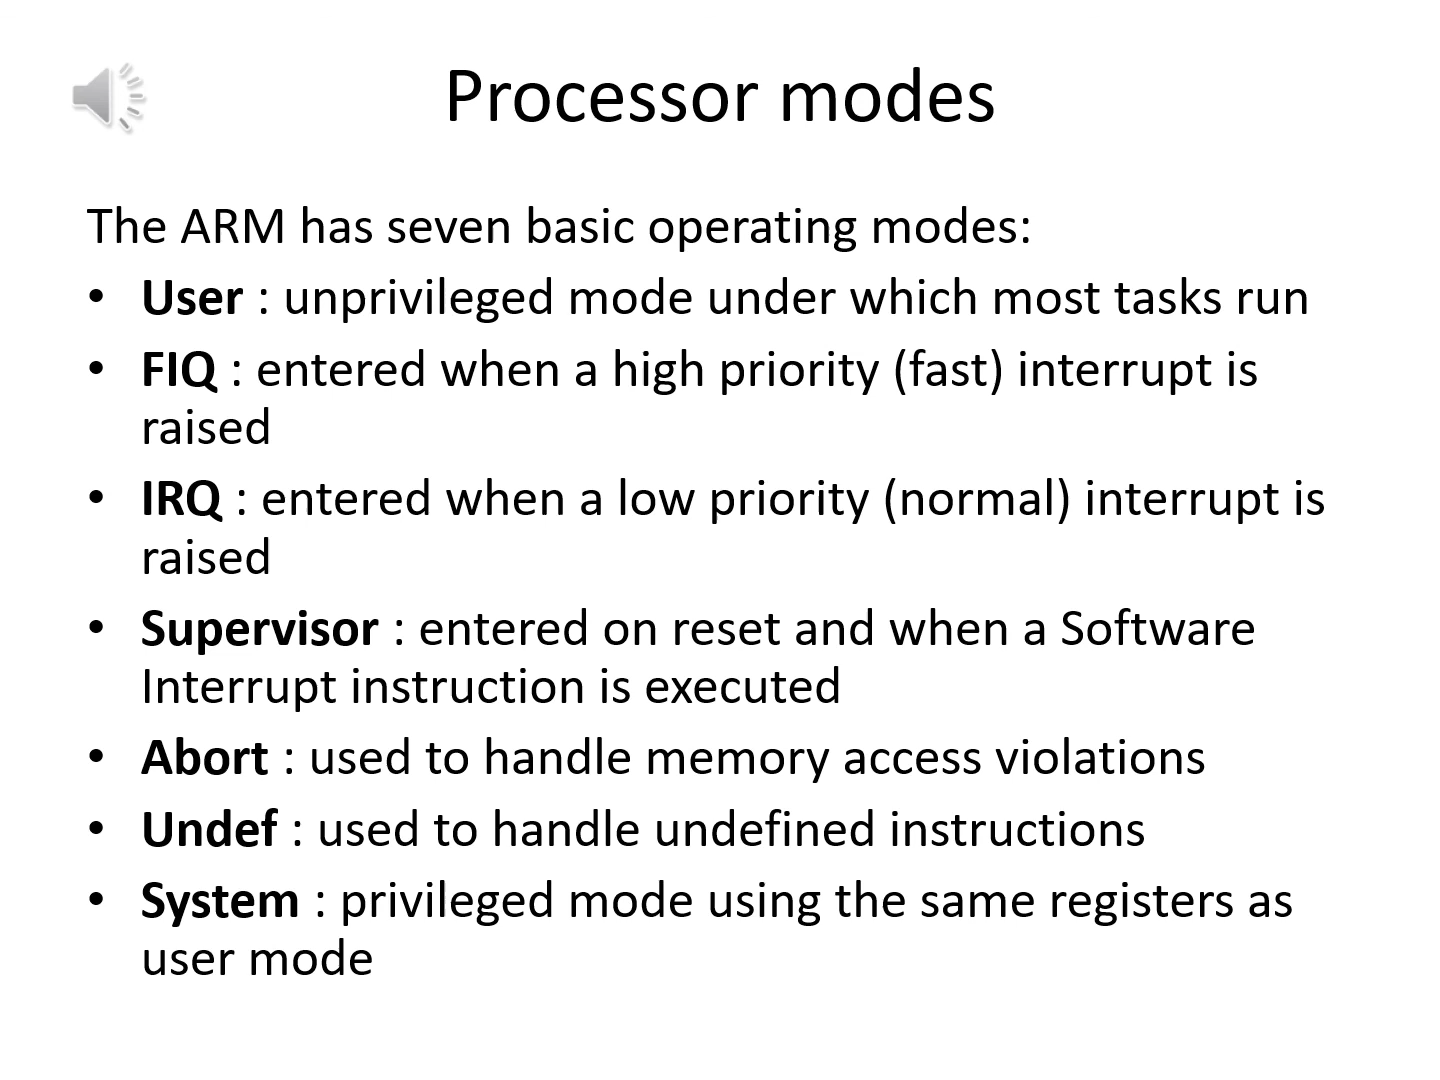 Processor modes
The ARM has seven basic operating modes:
• User : unprivileged mode under which most tasks run
• FIQ : entered when a high priority (fast) interrupt is
raised
• IRQ : entered when a low priority (normal) interrupt is
raised
• Supervisor : entered on reset and when a Software
Interrupt instruction is executed
• Abort : used to handle memory access violations
• Undef : used to handle undefined instructions
• System : privileged mode using the same registers as
user mode